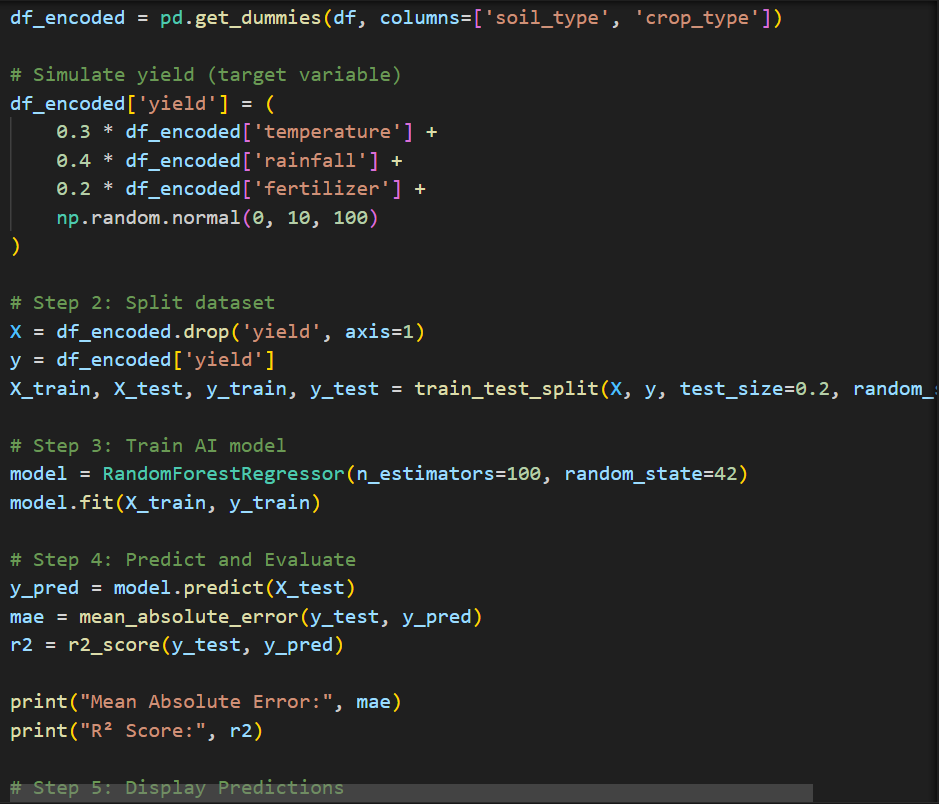 df_encoded = pd.get_dummies(df, columns=['soil_type', 'crop_type'])
# Simulate yield (target variable)
df_encoded['yield'] = (
    0.3 * df_encoded['temperature'] +
    0.4 * df_encoded['rainfall'] +
    0.2 * df_encoded['fertilizer'] +
    np.random.normal(0, 10, 100)
)
# Step 2: Split dataset
X = df_encoded.drop('yield', axis=1)
y = df_encoded['yield']
X_train, X_test, y_train, y_test = train_test_split(X, y, test_size=0.2, random_
# Step 3: Train AI model
model = RandomForestRegressor(n_estimators=100, random_state=42)
model.fit(X_train, y_train)
# Step 4: Predict and Evaluate
y_pred = model.predict(X_test)
mae = mean_absolute_error(y_test, y_pred)
r2 = r2_score(y_test, y_pred)
print("Mean Absolute Error:", mae)
print("R² Score:", r2)
# Step 5: Display Predictions